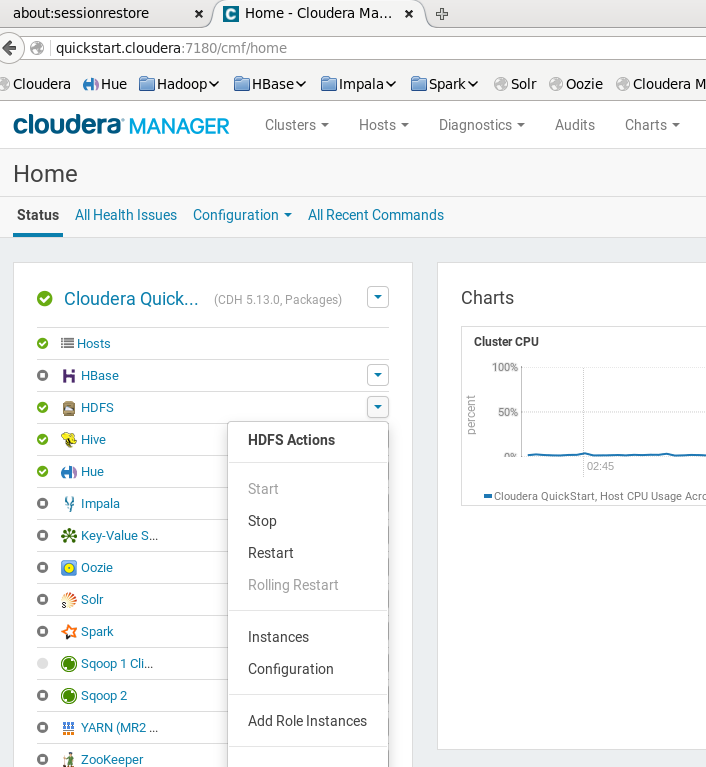 about:sessionrestore
Home - Cloudera Ma...
quickstart.cloudera:7180/cmf/home
Cloudera Hue Hadoop HBase Impala Spark Solr Oozie Cloudera M
cloudera MANAGER Clusters Hosts Diagnostics Audits Charts
Home
Status All Health Issues Configuration All Recent Commands
Cloudera Quick... (CDH 5.13.0, Packages)
Hosts
HBase
HDFS
Hive
Hue
Impala
Key-Value S...
Oozie
Solr
Spark
Sqoop 1 Cli...
Sqoop 2
YARN (MR2 ...
ZooKeeper
HDFS Actions
Start
Stop
Restart
Rolling Restart
Instances
Configuration
Add Role Instances
Charts
Cluster CPU
percent
100%
50%
0%
02:45
Cloudera QuickStart, Host CPU Usage Acro